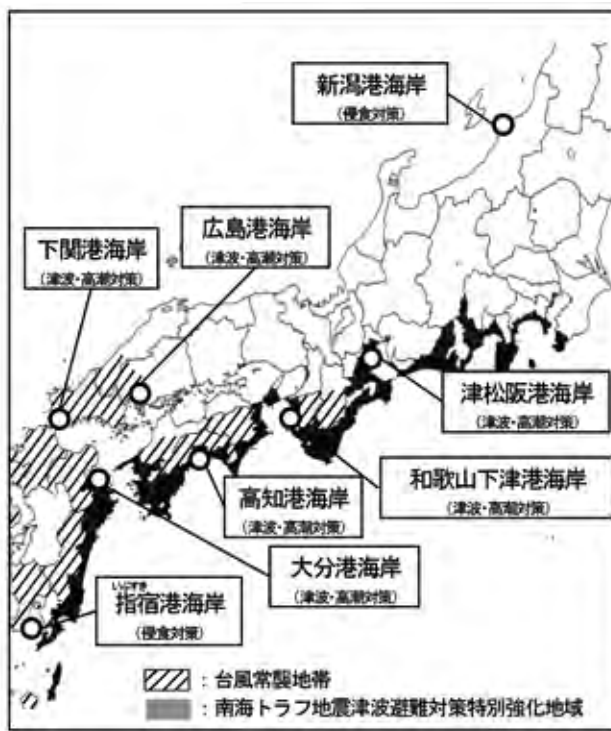 新潟港海岸
(侵食対策)
広島港海岸
(津波・高潮対策)
下関港海岸
(津波・高潮対策)
津松阪港海岸
(津波・高潮対策)
和歌山下津港海岸
(津波・高潮対策)
高知港海岸
(津波・高潮対策)
大分港海岸
(津波・高潮対策)
いぶすき
指宿港海岸
(侵食対策)
：台風常襲地帯
：南海トラフ地震津波避難対策特別強化地域